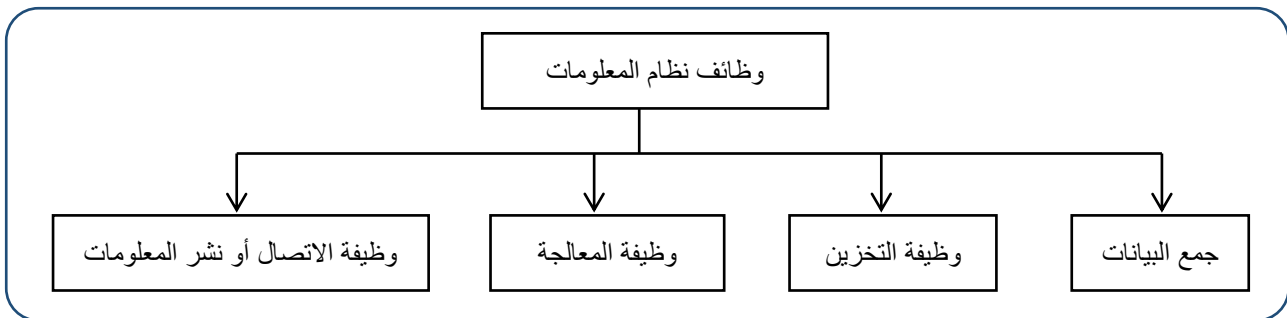 وظائف نظام المعلومات
جمع البيانات
وظيفة التخزين
وظيفة المعالجة
وظيفة الاتصال أو نشر المعلومات